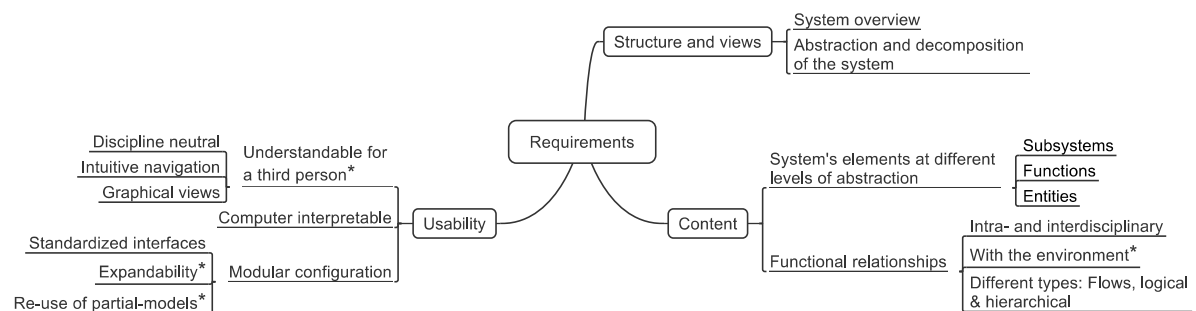 System overview
Structure and views
Abstraction and decomposition
of the system
Requirements
Discipline neutral
Intuitive navigation
Graphical views
Understandable for
a third person*
Computer interpretable
Usability
Standardized interfaces
Expandability*
Re-use of partial-models*
Modular configuration
Content
System's elements at different
levels of abstraction
Subsystems
Functions
Entities
Functional relationships
Intra- and interdisciplinary
With the environment*
Different types: Flows, logical
& hierarchical